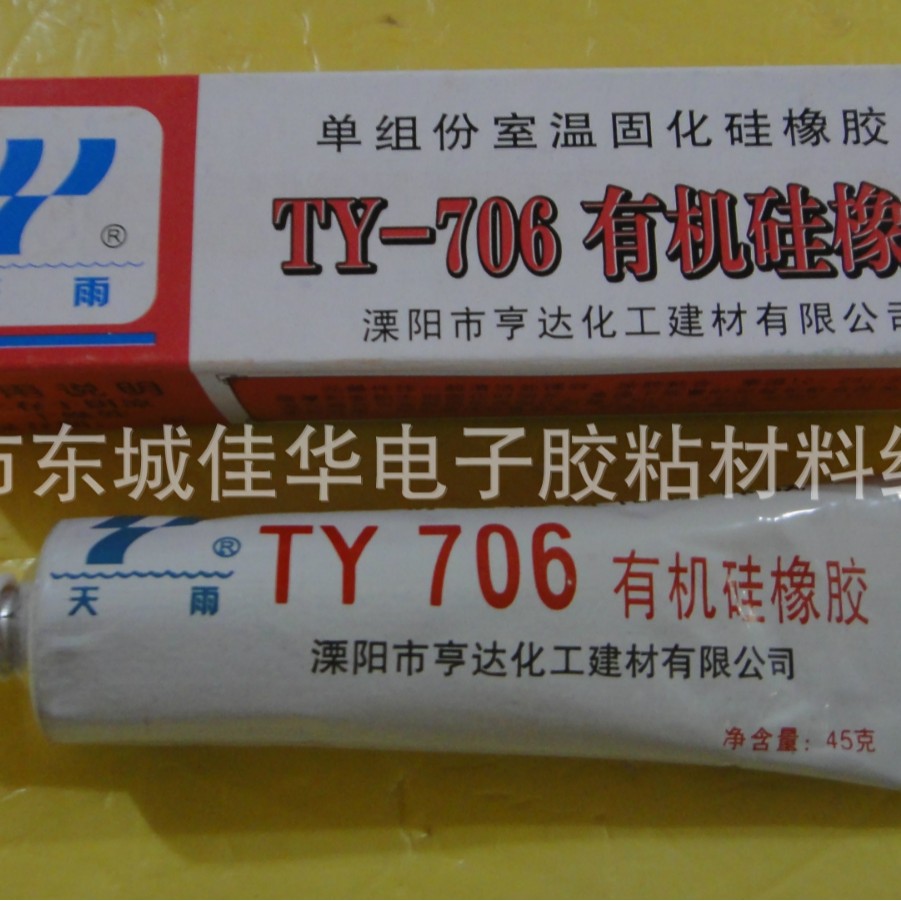 单组份室温固化硅橡胶
TY-706 有机硅橡
®
雨
溧阳市亨达化工建材有限公司
市东城佳华电子胶粘材料
TY 706 有机硅橡胶
®
天 雨
溧阳市亨达化工建材有限公司
净含量：45克